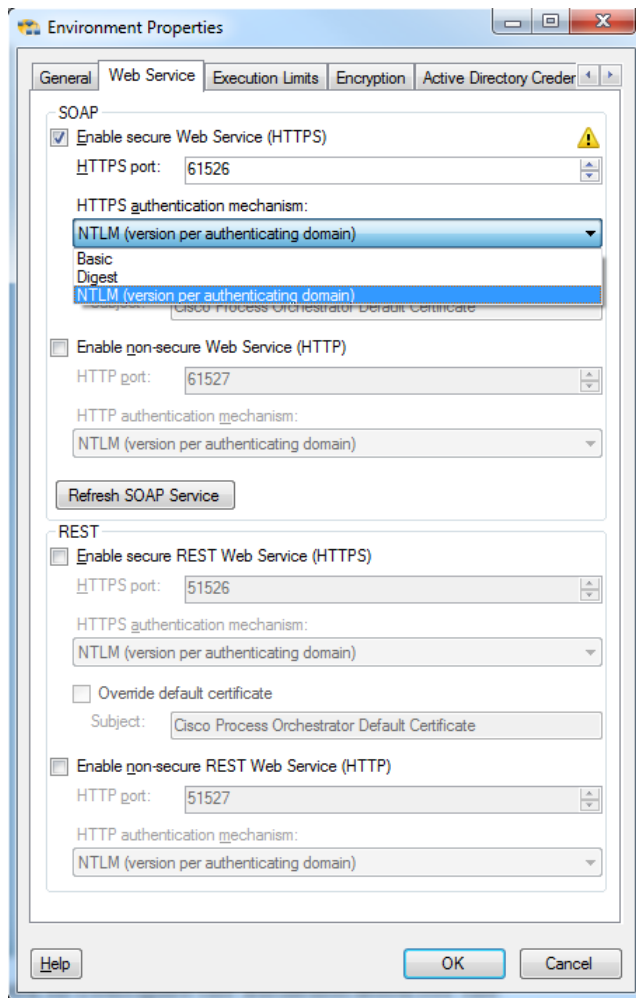 Environment Properties
General Web Service Execution Limits Encryption Active Directory Creder
SOAP
Enable secure Web Service (HTTPS)
HTTPS port: 61526
HTTPS authentication mechanism:
NTLM (version per authenticating domain)
Basic
Digest
NTLM (version per authenticating domain)
Subject: Cisco Process Orchestrator Default Certificate
Enable non-secure Web Service (HTTP)
HTTP port: 61527
HTTP authentication mechanism:
NTLM (version per authenticating domain)
Refresh SOAP Service
REST
Enable secure REST Web Service (HTTPS)
HTTPS port: 51526
HTTPS authentication mechanism:
NTLM (version per authenticating domain)
Override default certificate
Subject: Cisco Process Orchestrator Default Certificate
Enable non-secure REST Web Service (HTTP)
HTTP port: 51527
HTTP authentication mechanism:
NTLM (version per authenticating domain)
Help OK Cancel